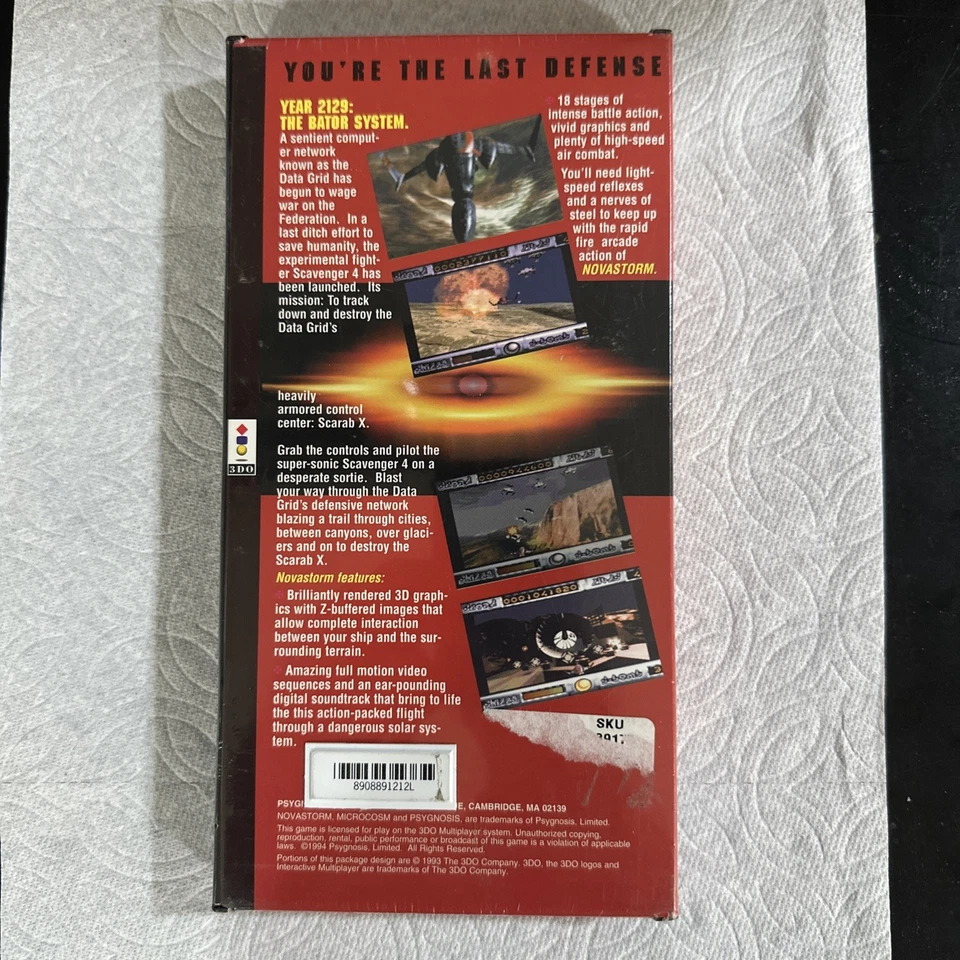 YOU'RE THE LAST DEFENSE
YEAR 2129:
THE BATOR SYSTEM.
A sentient comput-
er network
known as the
Data Grid has
begun to wage
war on the
Federation. In a
last ditch effort to
save humanity, the
experimental fight-
er Scavenger 4 has
been launched. Its
mission: To track
down and destroy the
Data Grid's
heavily
armored control
center: Scarab X.
18 stages of
intense battle action,
vivid graphics and
plenty of high-speed
air combat.
You'll need light-
speed reflexes
and a nerves of
steel to keep up
with the rapid
fire arcade
action of
NOVASTORM.
3DO
Grab the controls and pilot the
super-sonic Scavenger 4 on a
desperate sortie. Blast
your way through the Data
Grid's defensive network
blazing a trail through cities,
between canyons, over glaci-
ers and on to destroy the
Scarab X.
Novastorm features:
Brilliantly rendered 3D graph-
ics with Z-buffered images that
allow complete interaction
between your ship and the sur-
rounding terrain.
Amazing full motion video
sequences and an ear-pounding
digital soundtrack that bring to life
the this action-packed flight
through a dangerous solar sys-
tem.
0001041820
SKU
8908891212L
CAMBRIDGE, MA 02139
NOVASTORM, MICROCOSM and PSYGNOSIS, are trademarks of Psygnosis, Limited.
This game is licensed for play on the 3DO Multiplayer system. Unauthorized copying,
reproduction, rental, public performance or broadcast of this game is a violation of applicable
laws. ©1994 Psygnosis, Limited. All Rights Reserved.
Portions of this package design are © 1993 The 3DO Company. 3DO, the 3DO logos and
Interactive Multiplayer are trademarks of The 3DO Company.